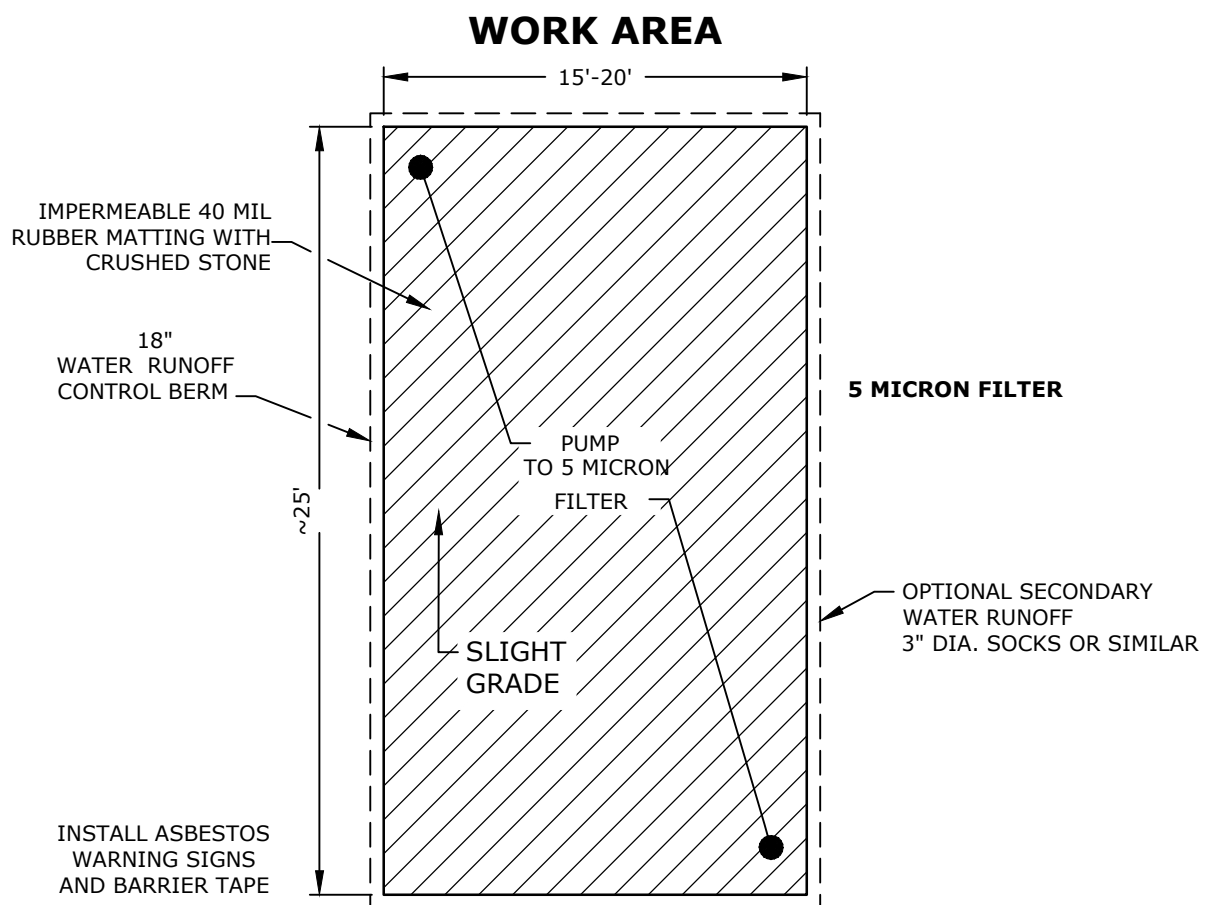 WORK AREA
15'-20'
IMPERMEABLE 40 MIL
RUBBER MATTING WITH
CRUSHED STONE
18"
WATER RUNOFF
CONTROL BERM
5 MICRON FILTER
PUMP
TO 5 MICRON
FILTER
~25'
OPTIONAL SECONDARY
WATER RUNOFF
3" DIA. SOCKS OR SIMILAR
SLIGHT
GRADE
INSTALL ASBESTOS
WARNING SIGNS
AND BARRIER TAPE